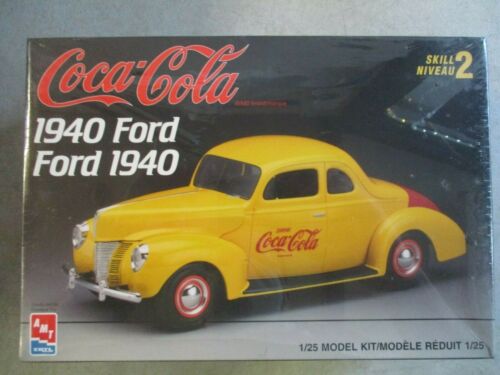 Coca-Cola
SKILL 2
NIVEAU
1940 Ford
Ford 1940
DRINK
Coca-Cola
AMT
ERTL
1/25 MODEL KIT/MODÈLE RÉDUIT 1/25